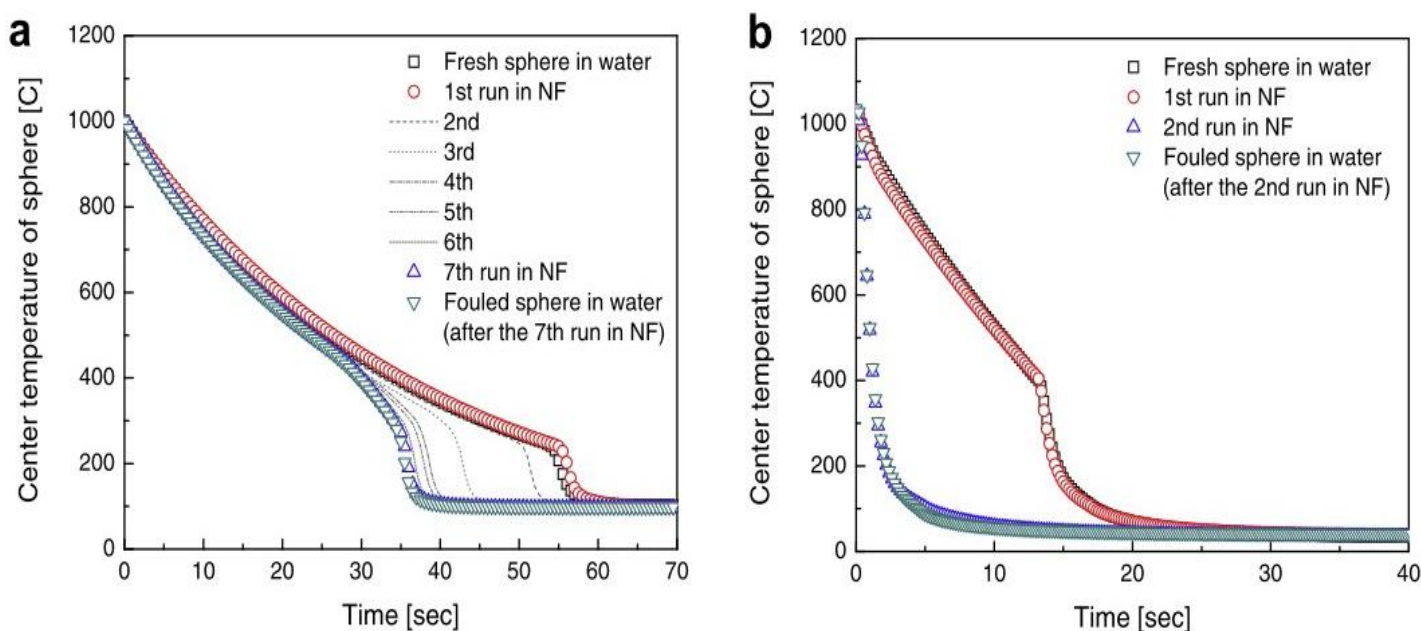 a
1200
1000
800
600
400
200
0
Center temperature of sphere [C]
Fresh sphere in water
1st run in NF
2nd
3rd
4th
5th
6th
7th run in NF
Fouled sphere in water
(after the 7th run in NF)
0 10 20 30 40 50 60 70
Time [sec]
b
1200
1000
800
600
400
200
0
Center temperature of sphere [C]
Fresh sphere in water
1st run in NF
2nd run in NF
Fouled sphere in water
(after the 2nd run in NF)
0 10 20 30 40
Time [sec]